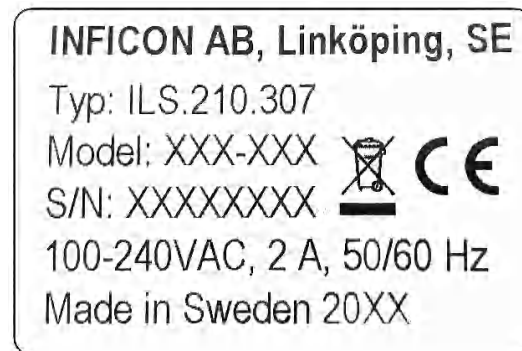 INFICON AB, Linköping, SE
Typ: ILS.210.307
Model: XXX-XXX
S/N: XXXXXXXX
CE
100-240VAC, 2 A, 50/60 Hz
Made in Sweden 20XX